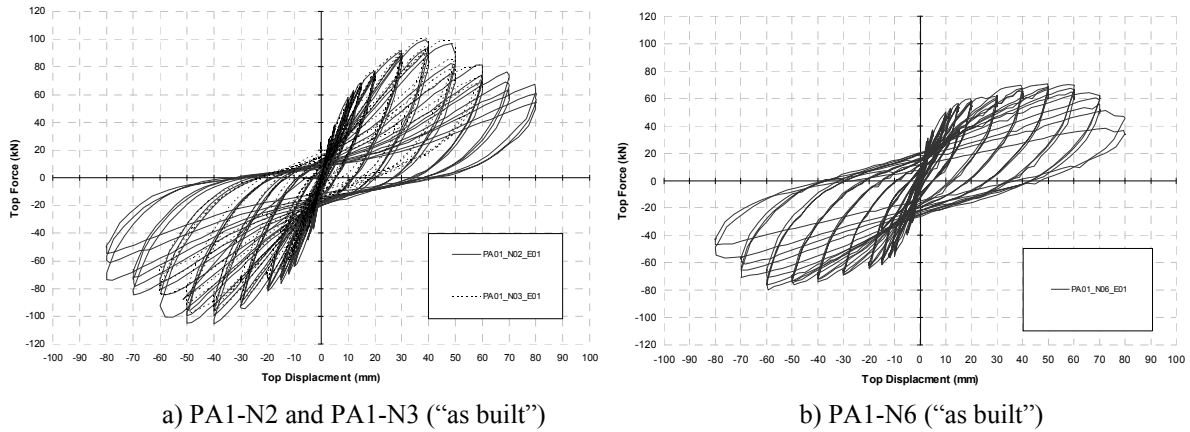 120
100
80
60
40
20
0
-20
-40
-60
-80
-100
-120
Top Force (kN)
-100 -90 -80 -70 -60 -50 -40 -30 -20 -10 0 10 20 30 40 50 60 70 80 90 100
Top Displacment (mm)
PA01_N02_E01
PA01_N03_E01
a) PA1-N2 and PA1-N3 (“as built”)
120
100
80
60
40
20
0
-20
-40
-60
-80
-100
-120
Top Force (kN)
-100 -90 -80 -70 -60 -50 -40 -30 -20 -10 0 10 20 30 40 50 60 70 80 90 100
Top Displacment (mm)
PA01_N06_E01
b) PA1-N6 (“as built”)